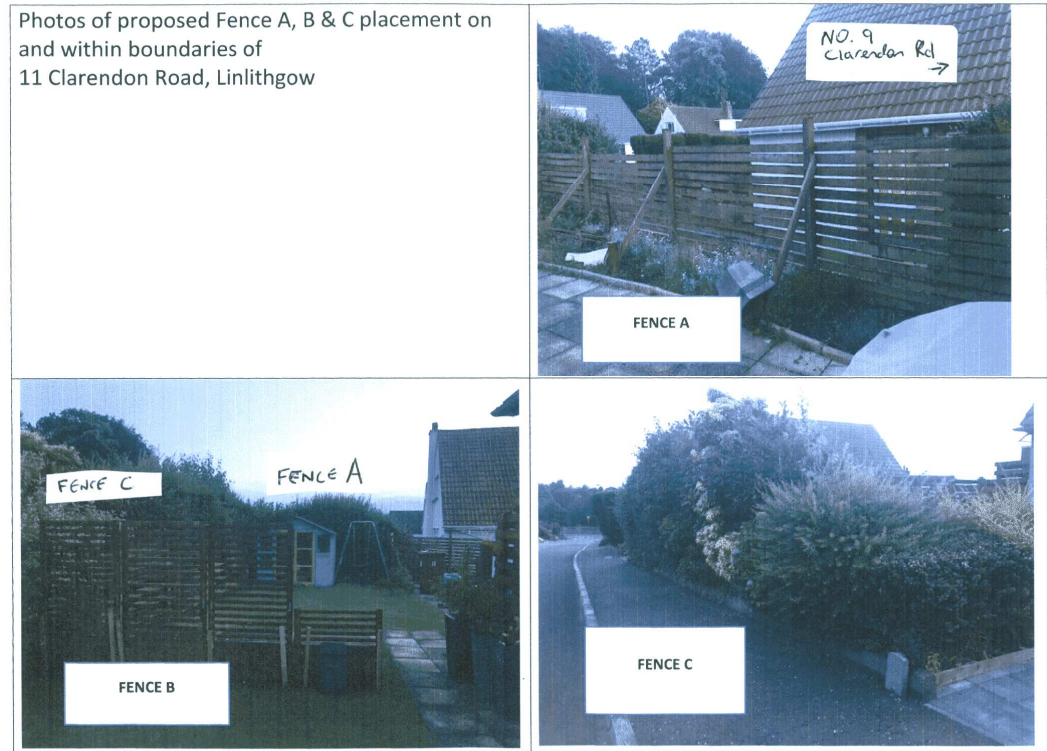 Photos of proposed Fence A, B & C placement on
and within boundaries of
11 Clarendon Road, Linlithgow
NO. 9
Clarendon Rd
→
FENCE A
FENCE C
FENCE A
FENCE B
FENCE C